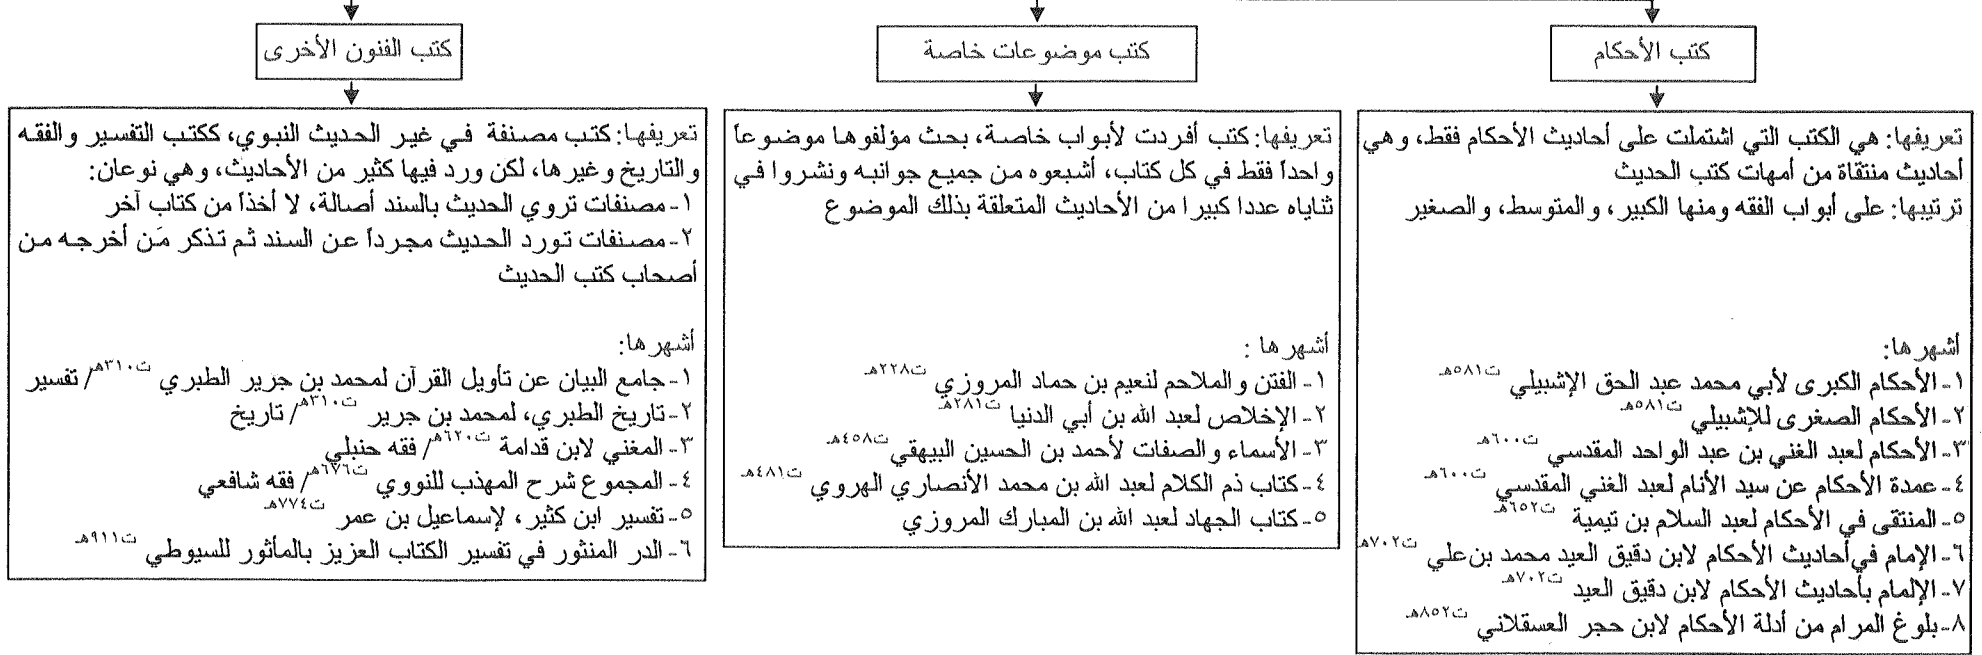 كتب الأحكام
تعريفها: هي الكتب التي اشتملت على أحاديث الأحكام فقط، وهي
أحاديث منتقاة من أمهات كتب الحديث
ترتيبها: على أبواب الفقه ومنها الكبير، والمتوسط، والصغير
أشهرها:
١- الأحكام الكبرى لأبي محمد عبد الحق الإشبيلي ت٥٨١هـ
٢- الأحكام الصغرى للإشبيلي ت٥٨١هـ
٣- الأحكام لعبد الغني بن عبد الواحد المقدسي ت٦٠٠هـ
٤- عمدة الأحكام عن سيد الأنام لعبد الغني المقدسي ت٦٠٠هـ
٥- المنتقى في الأحكام لعبد السلام بن تيمية ت٦٥٢هـ
٦- الإمام في أحاديث الأحكام لابن دقيق العيد محمد بن علي ت٧٠٢هـ
٧- الإلمام بأحاديث الأحكام لابن دقيق العيد ت٧٠٢هـ
٨- بلوغ المرام من أدلة الأحكام لابن حجر العسقلاني ت٨٥٢هـ
كتب موضوعات خاصة
تعريفها: كتب أفردت لأبواب خاصة، بحث مؤلفوها موضوعاً
واحداً فقط في كل كتاب، أشبعوه من جميع جوانبه ونشروا في
ثناياه عددا كبيرا من الأحاديث المتعلقة بذلك الموضوع
أشهرها :
١- الفتن والملاحم لنعيم بن حماد المروزي ت٢٢٨هـ
٢- الإخلاص لعبد الله بن أبي الدنيا ت٢٨١هـ
٣- الأسماء والصفات لأحمد بن الحسين البيهقي ت٤٥٨هـ
٤- كتاب ذم الكلام لعبد الله بن محمد الأنصاري الهروي ت٤٨١هـ
٥- كتاب الجهاد لعبد الله بن المبارك المروزي
كتب الفنون الأخرى
تعريفها: كتب مصنفة في غير الحديث النبوي، ككتب التفسير والفقه
والتاريخ وغيرها، لكن ورد فيها كثير من الأحاديث، وهي نوعان:
١- مصنفات تروي الحديث بالسند أصالة، لا أخذاً من كتاب آخر
٢- مصنفات تورد الحديث مجرداً عن السند ثم تذكر مَن أخرجه من
أصحاب كتب الحديث
أشهرها:
١- جامع البيان عن تأويل القرآن لمحمد بن جرير الطبري ت٣١٠هـ/ تفسير
٢- تاريخ الطبري، لمحمد بن جرير ت٣١٠هـ/ تاريخ
٣- المغني لابن قدامة ت٦٢٠هـ/ فقه حنبلي
٤- المجموع شرح المهذب للنووي ت٦٧٦هـ/ فقه شافعي
٥- تفسير ابن كثير، لإسماعيل بن عمر ت٧٧٤هـ
٦- الدر المنثور في تفسير الكتاب العزيز بالمأثور للسيوطي ت٩١١هـ